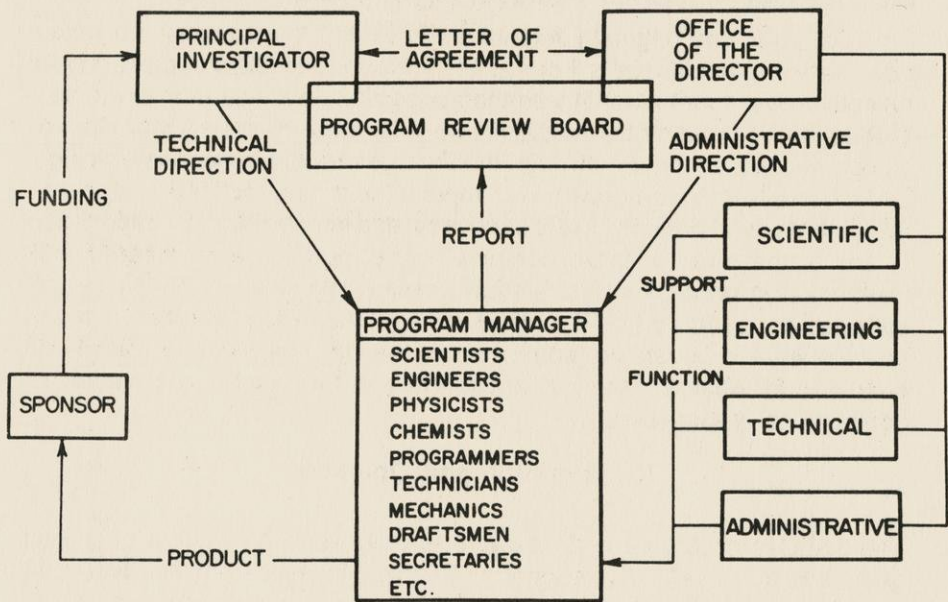 PRINCIPAL
INVESTIGATOR
LETTER OF
AGREEMENT
OFFICE
OF THE
DIRECTOR
PROGRAM REVIEW BOARD
TECHNICAL
DIRECTION
ADMINISTRATIVE
DIRECTION
FUNDING
REPORT
SCIENTIFIC
SUPPORT
ENGINEERING
FUNCTION
TECHNICAL
ADMINISTRATIVE
PROGRAM MANAGER
SCIENTISTS
ENGINEERS
PHYSICISTS
CHEMISTS
PROGRAMMERS
TECHNICIANS
MECHANICS
DRAFTSMEN
SECRETARIES
ETC.
SPONSOR
PRODUCT